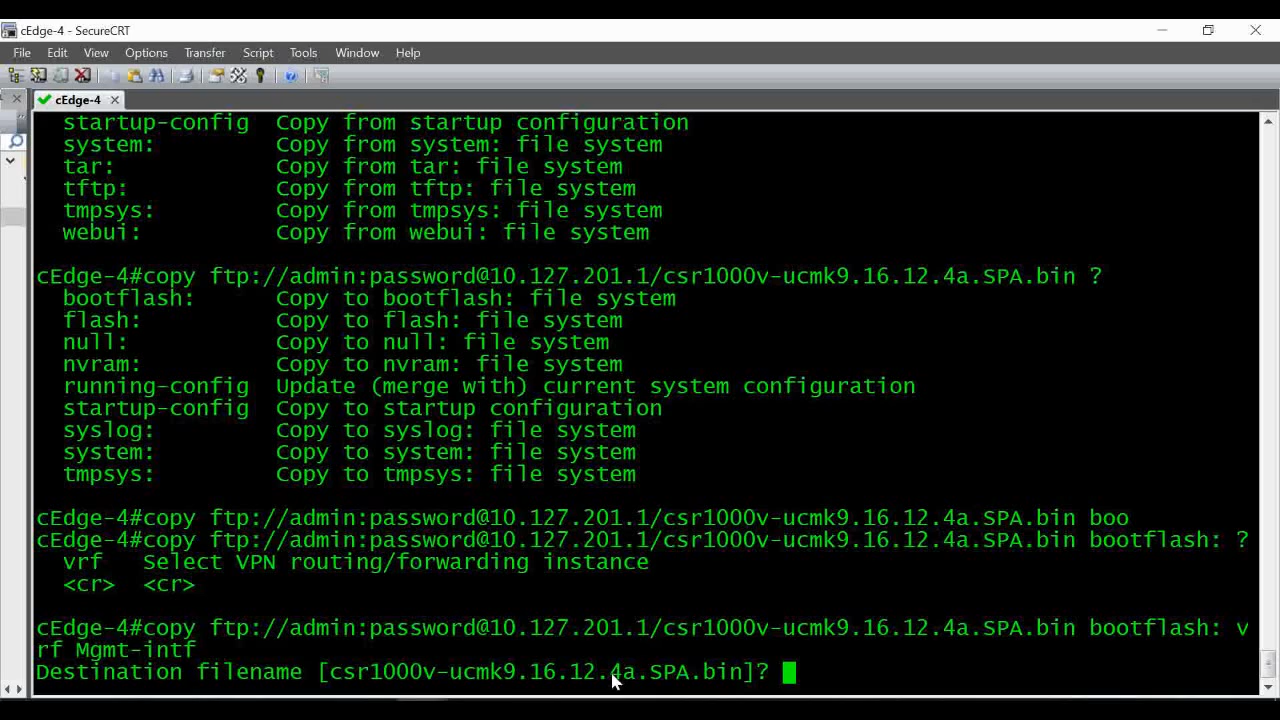 cEdge-4 - SecureCRT
File Edit View Options Transfer Script Tools Window Help
cEdge-4
startup-config Copy from startup configuration
system: Copy from system: file system
tar: Copy from tar: file system
tftp: Copy from tftp: file system
tmpsys: Copy from tmpsys: file system
webui: Copy from webui: file system
cEdge-4#copy ftp://admin:password@10.127.201.1/csr1000v-ucmk9.16.12.4a.SPA.bin ?
bootflash: Copy to bootflash: file system
flash: Copy to flash: file system
null: Copy to null: file system
nvram: Copy to nvram: file system
running-config Update (merge with) current system configuration
startup-config Copy to startup configuration
syslog: Copy to syslog: file system
system: Copy to system: file system
tmpsys: Copy to tmpsys: file system
cEdge-4#copy ftp://admin:password@10.127.201.1/csr1000v-ucmk9.16.12.4a.SPA.bin boo
cEdge-4#copy ftp://admin:password@10.127.201.1/csr1000v-ucmk9.16.12.4a.SPA.bin bootflash: ?
vrf Select VPN routing/forwarding instance
<cr> <cr>
cEdge-4#copy ftp://admin:password@10.127.201.1/csr1000v-ucmk9.16.12.4a.SPA.bin bootflash: v
rf Mgmt-intf
Destination filename [csr1000v-ucmk9.16.12.4a.SPA.bin]?